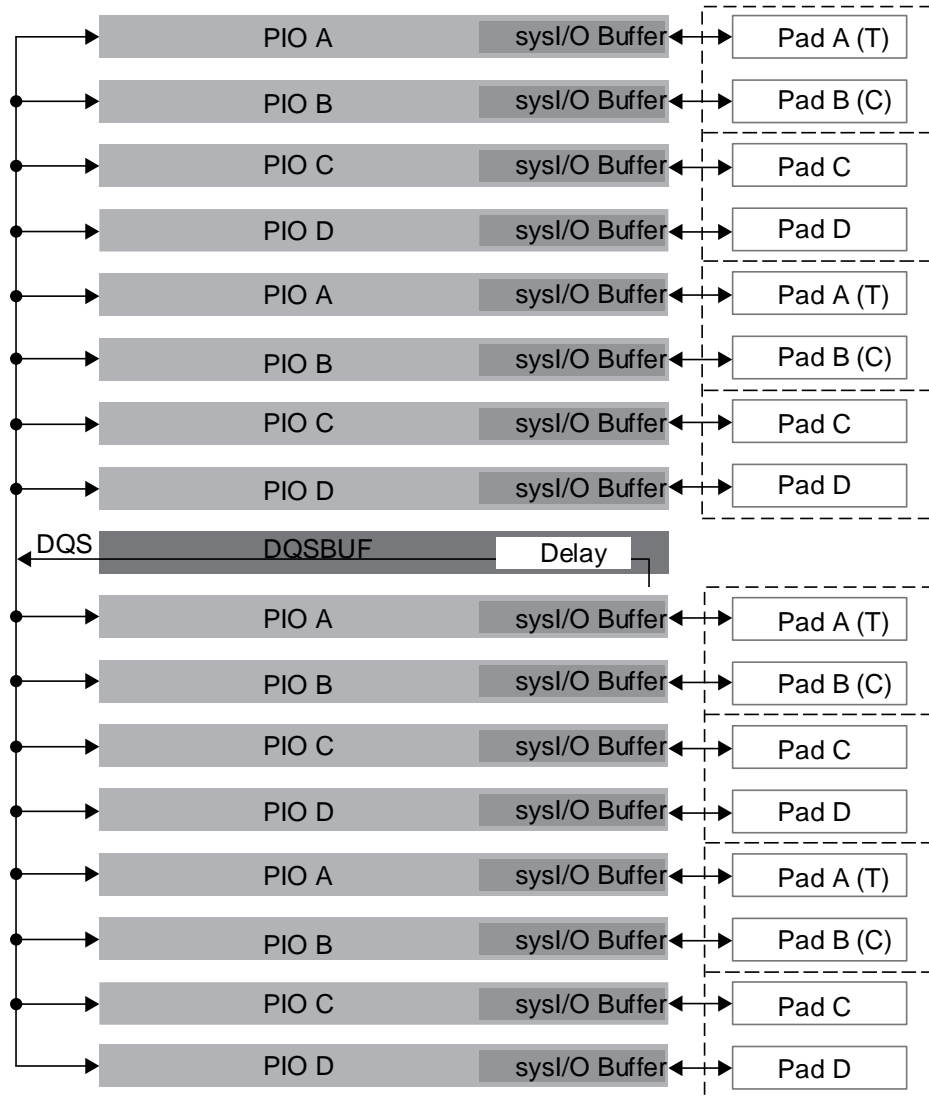 PIO A sysI/O Buffer Pad A (T)
PIO B sysI/O Buffer Pad B (C)
PIO C sysI/O Buffer Pad C
PIO D sysI/O Buffer Pad D
PIO A sysI/O Buffer Pad A (T)
PIO B sysI/O Buffer Pad B (C)
PIO C sysI/O Buffer Pad C
PIO D sysI/O Buffer Pad D
DQS DQSBUF Delay
PIO A sysI/O Buffer Pad A (T)
PIO B sysI/O Buffer Pad B (C)
PIO C sysI/O Buffer Pad C
PIO D sysI/O Buffer Pad D
PIO A sysI/O Buffer Pad A (T)
PIO B sysI/O Buffer Pad B (C)
PIO C sysI/O Buffer Pad C
PIO D sysI/O Buffer Pad D